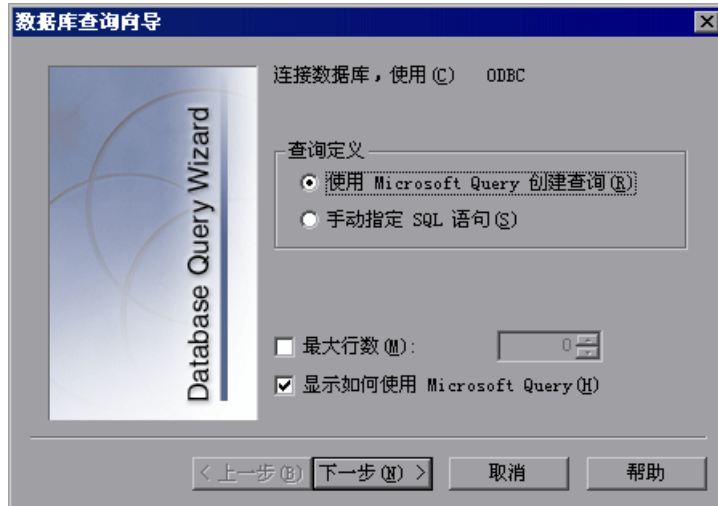 数据库查询向导
Database Query Wizard
连接数据库，使用(C) ODBC
查询定义
使用 Microsoft Query 创建查询(R)
手动指定 SQL 语句(S)
最大行数(M): 0
显示如何使用 Microsoft Query(H)
< 上一步(B) 下一步(N) > 取消 帮助